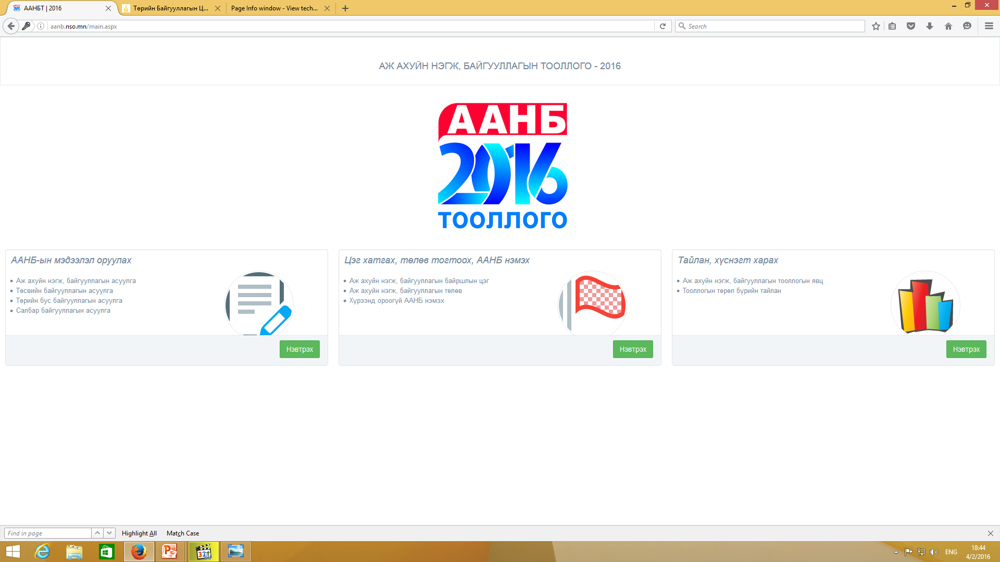 ААНБТ | 2016
Төрийн Байгууллагын Ц...
Page Info window - View tech...
aanb.nso.mn/main.aspx
Search
АЖ АХУЙН НЭГЖ, БАЙГУУЛЛАГЫН ТООЛЛОГО - 2016
ААНБ
2016
ТООЛЛОГО
ААНБ-ын мэдээлэл оруулах
Аж ахуйн нэгж, байгууллагын асуулга
Төсвийн байгууллагын асуулга
Төрийн бус байгууллагын асуулга
Салбар байгууллагын асуулга
Нэвтрэх
Цэг хатгах, төлөв тогтоох, ААНБ нэмэх
Аж ахуйн нэгж, байгууллагын байршлын цэг
Аж ахуйн нэгж, байгууллагын төлөв
Хүрээнд ороогүй ААНБ нэмэх
Нэвтрэх
Тайлан, хүснэгт харах
Аж ахуйн нэгж, байгууллагын тооллогын явц
Тооллогын төрөл бүрийн тайлан
Нэвтрэх
Find in page
Highlight All
Match Case
321
ENG
18:44
4/2/2016